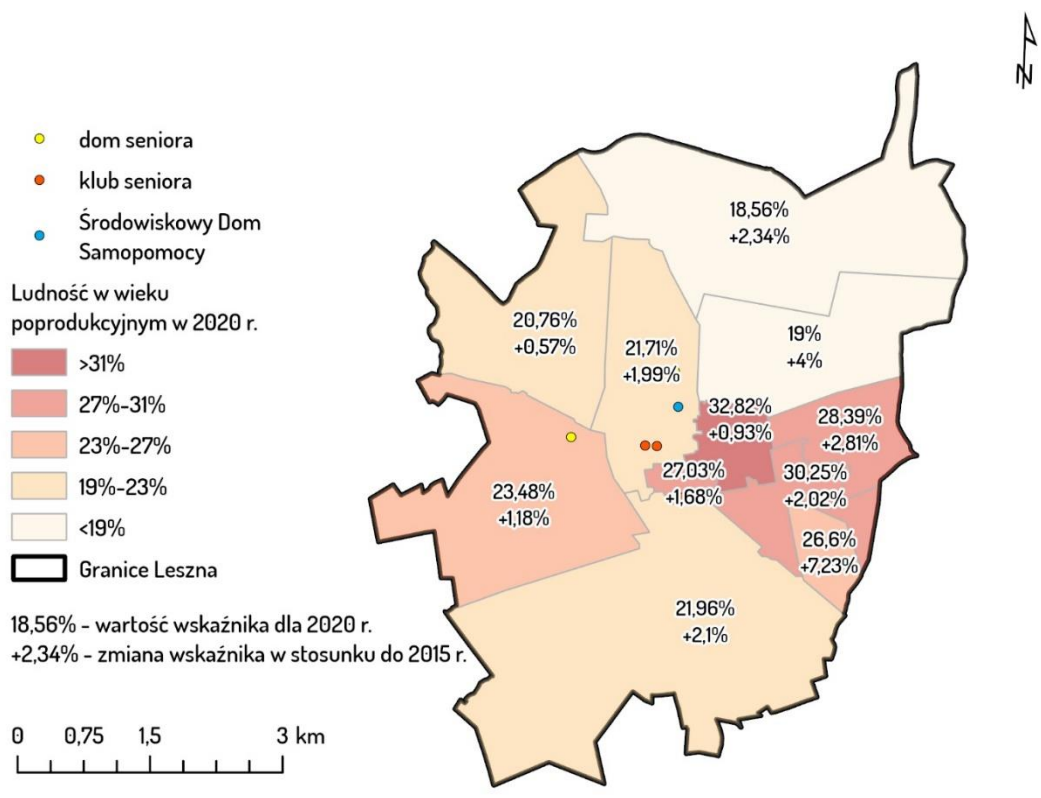 dom seniora
klub seniora
Środowiskowy Dom
Samopomocy
Ludność w wieku
poprodukcyjnym w 2020 r.
>31%
27%-31%
23%-27%
19%-23%
<19%
Granice Leszna
18,56% - wartość wskaźnika dla 2020 r.
+2,34% - zmiana wskaźnika w stosunku do 2015 r.
0 0,75 1,5 3 km
N
18,56%
+2,34%
19%
+4%
20,76%
+0,57%
21,71%
+1,99%
32,82%
+0,93%
28,39%
+2,81%
27,03%
+1,68%
30,25%
+2,02%
23,48%
+1,18%
26,6%
+7,23%
21,96%
+2,1%